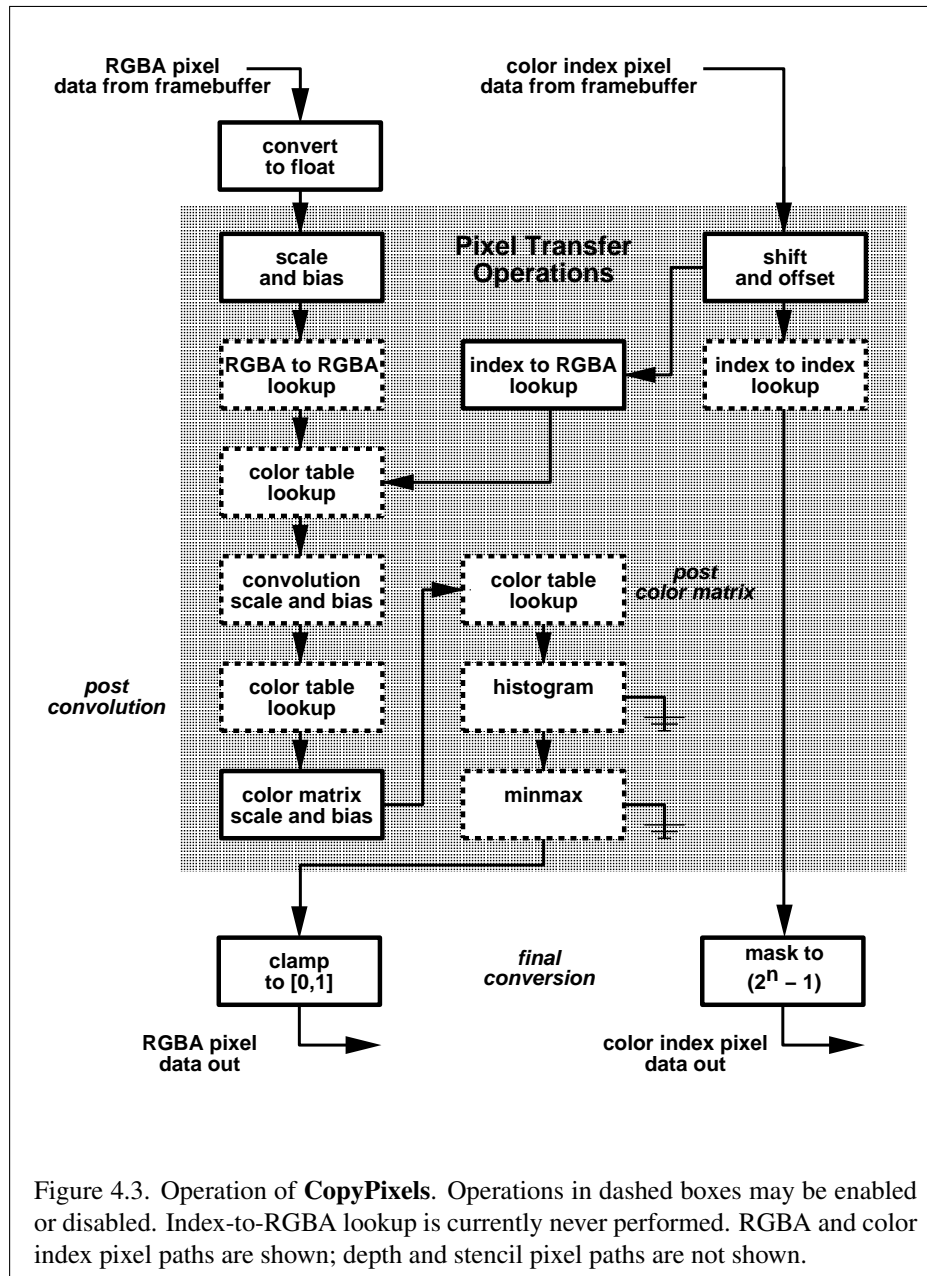 RGBA pixel
data from framebuffer
color index pixel
data from framebuffer
convert
to float
Pixel Transfer
Operations
scale
and bias
shift
and offset
RGBA to RGBA
lookup
index to RGBA
lookup
index to index
lookup
color table
lookup
convolution
scale and bias
color table
lookup
post
color matrix
post
convolution
color table
lookup
histogram
color matrix
scale and bias
minmax
clamp
to [0,1]
final
conversion
mask to
(2ⁿ − 1)
RGBA pixel
data out
color index pixel
data out
Figure 4.3. Operation of CopyPixels. Operations in dashed boxes may be enabled
or disabled. Index-to-RGBA lookup is currently never performed. RGBA and color
index pixel paths are shown; depth and stencil pixel paths are not shown.